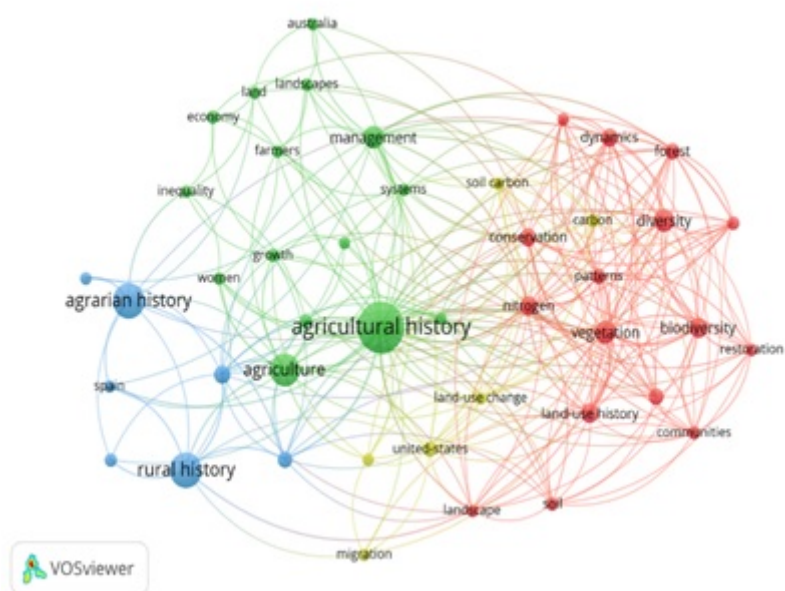 australia
landscapes
land
economy
management
farmers
dynamics
forest
inequality
systems
soil carbon
carbon
diversity
conservation
growth
women
patterns
agrarian history
nitrogen
agricultural history
vegetation
biodiversity
restoration
agriculture
spain
land-use change
land-use history
communities
united-states
rural history
landscape
soil
migration
VOSviewer